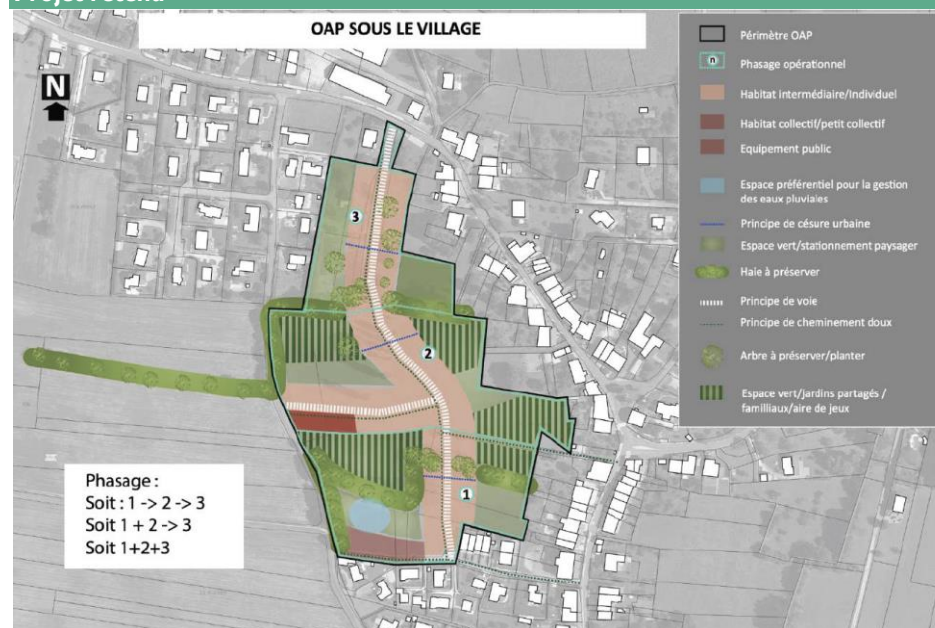 OAP SOUS LE VILLAGE
N
3
2
1
Phasage :
Soit : 1 -> 2 -> 3
Soit 1 + 2 -> 3
Soit 1+2+3
Périmètre OAP
n
Phasage opérationnel
Habitat intermédiaire/Individuel
Habitat collectif/petit collectif
Equipement public
Espace préférentiel pour la gestion
des eaux pluviales
Principe de césure urbaine
Espace vert/stationnement paysager
Haie à préserver
Principe de voie
Principe de cheminement doux
Arbre à préserver/planter
Espace vert/jardins partagés /
familliaux/aire de jeux